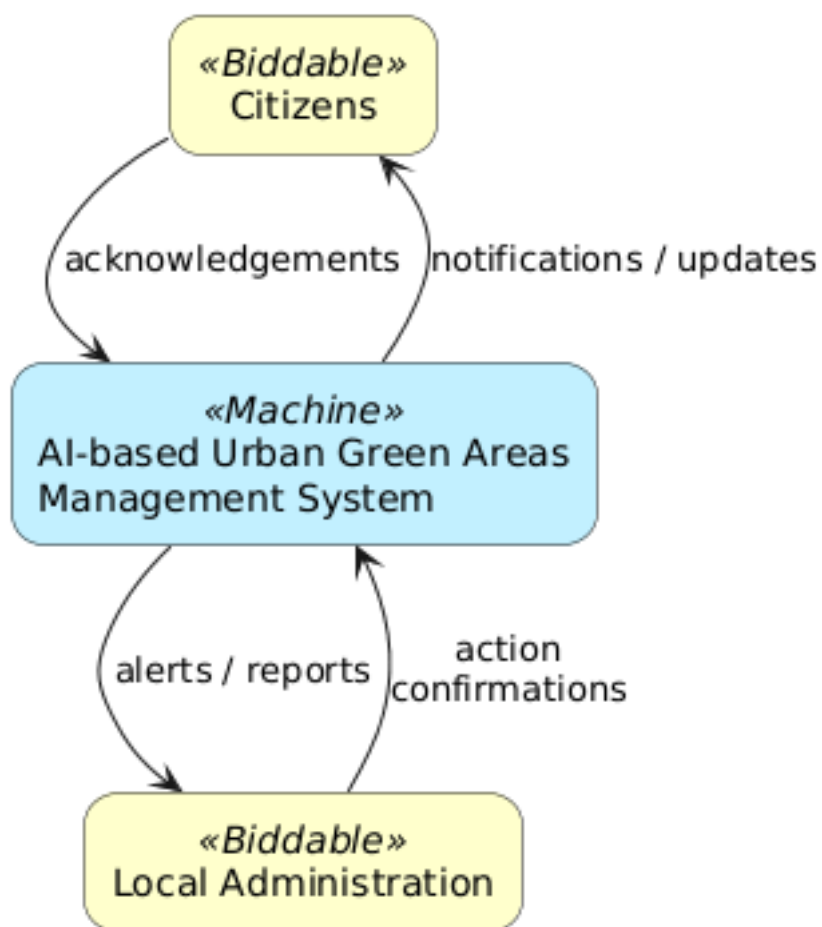 «Biddable»
Citizens
acknowledgements
notifications / updates
«Machine»
AI-based Urban Green Areas
Management System
alerts / reports
action
confirmations
«Biddable»
Local Administration